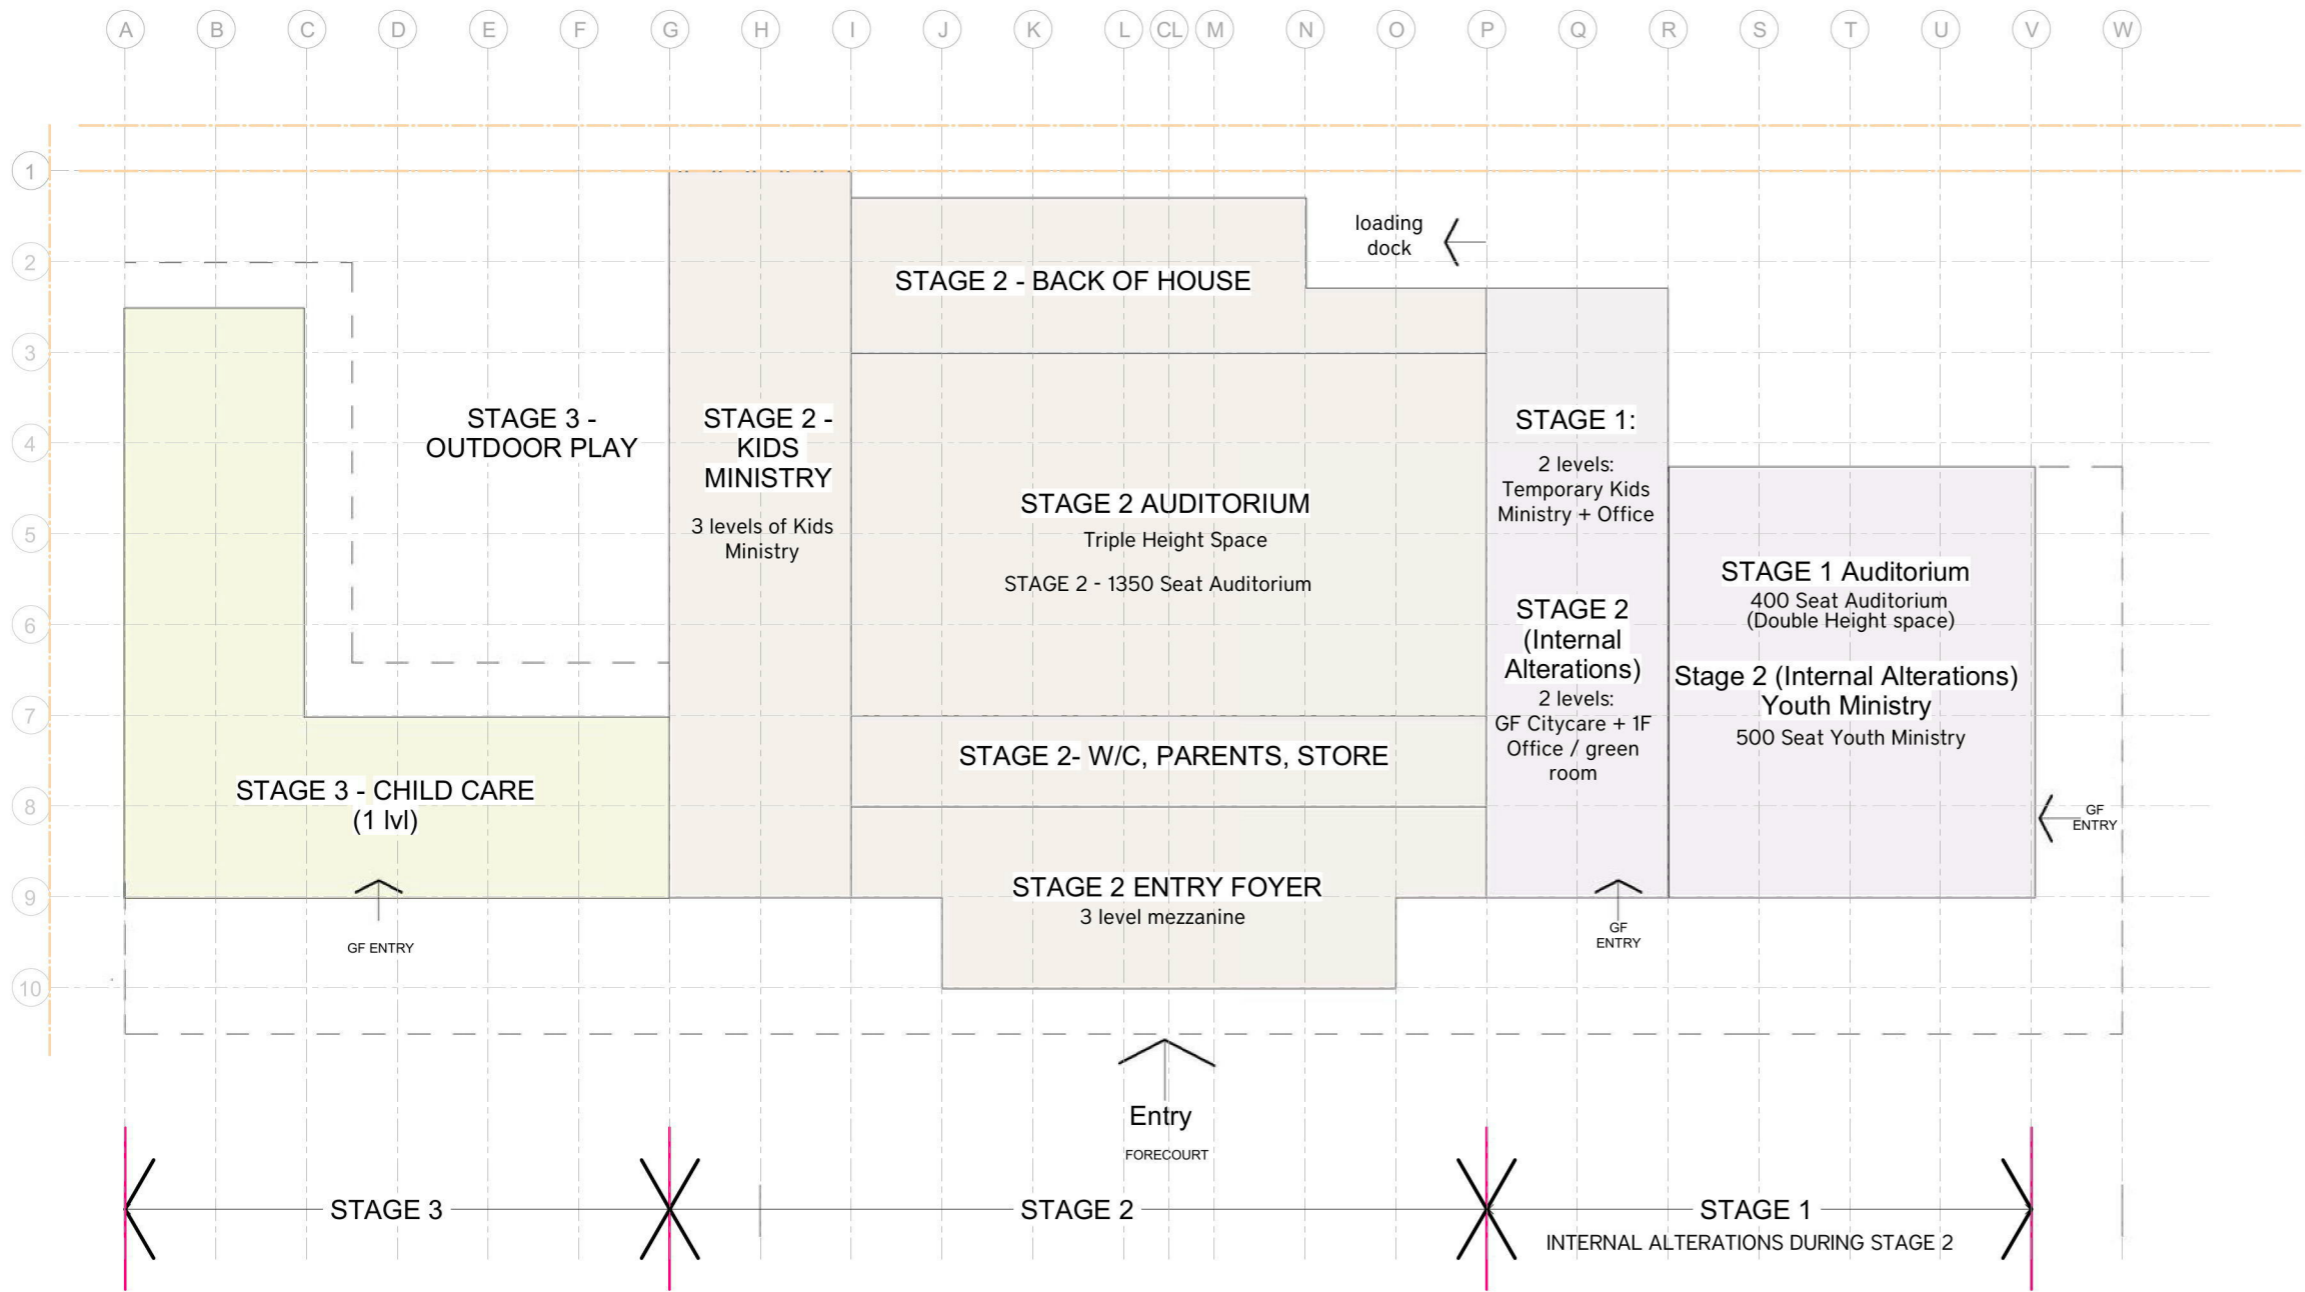 A B C D E F G H I J K L CL M N O P Q R S T U V W
1
2
3
4
5
6
7
8
9
10
loading
dock
STAGE 2 - BACK OF HOUSE
STAGE 3 -
OUTDOOR PLAY
STAGE 2 -
KIDS
MINISTRY
3 levels of Kids
Ministry
STAGE 2 AUDITORIUM
Triple Height Space
STAGE 2 - 1350 Seat Auditorium
STAGE 1:
2 levels:
Temporary Kids
Ministry + Office
STAGE 2
(Internal
Alterations)
2 levels:
GF Citycare + 1F
Office / green
room
STAGE 1 Auditorium
400 Seat Auditorium
(Double Height space)
Stage 2 (Internal Alterations)
Youth Ministry
500 Seat Youth Ministry
STAGE 2- W/C, PARENTS, STORE
STAGE 3 - CHILD CARE
(1 lvl)
GF
ENTRY
STAGE 2 ENTRY FOYER
3 level mezzanine
GF ENTRY
GF
ENTRY
Entry
FORECOURT
STAGE 3
STAGE 2
STAGE 1
INTERNAL ALTERATIONS DURING STAGE 2